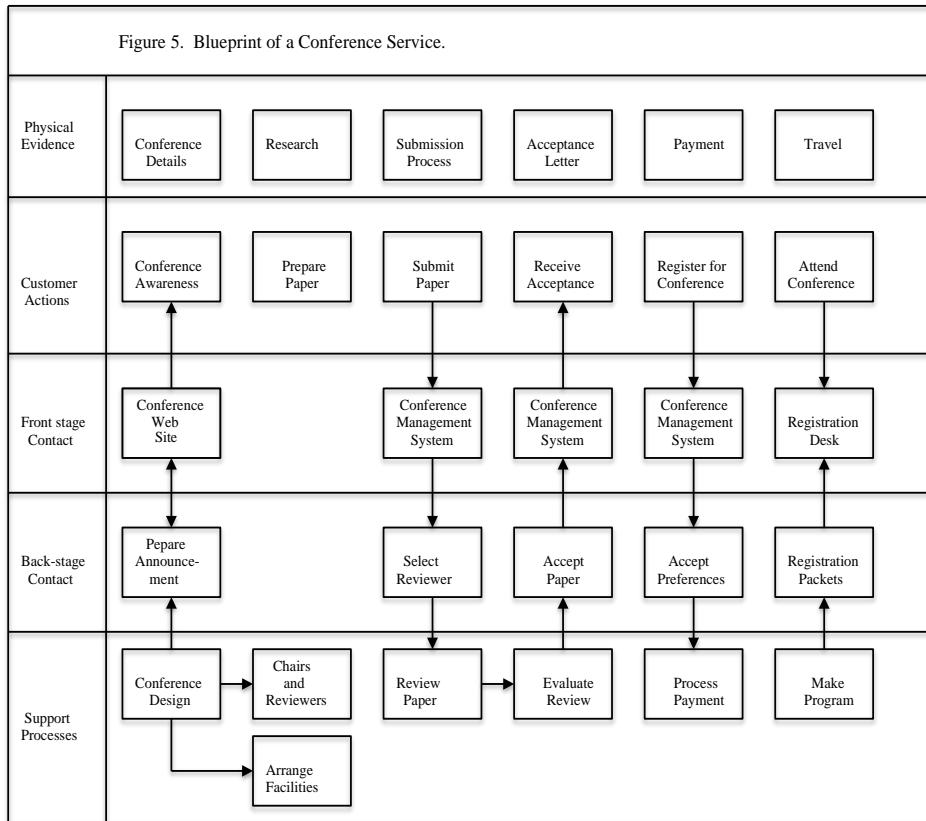 Figure 5. Blueprint of a Conference Service.
Physical
Evidence
Conference
Details
Research
Submission
Process
Acceptance
Letter
Payment
Travel
Customer
Actions
Conference
Awareness
Prepare
Paper
Submit
Paper
Receive
Acceptance
Register for
Conference
Attend
Conference
Front stage
Contact
Conference
Web
Site
Conference
Management
System
Conference
Management
System
Conference
Management
System
Registration
Desk
Back-stage
Contact
Pepare
Announce-
ment
Select
Reviewer
Accept
Paper
Accept
Preferences
Registration
Packets
Support
Processes
Conference
Design
Chairs
and
Reviewers
Review
Paper
Evaluate
Review
Process
Payment
Make
Program
Arrange
Facilities